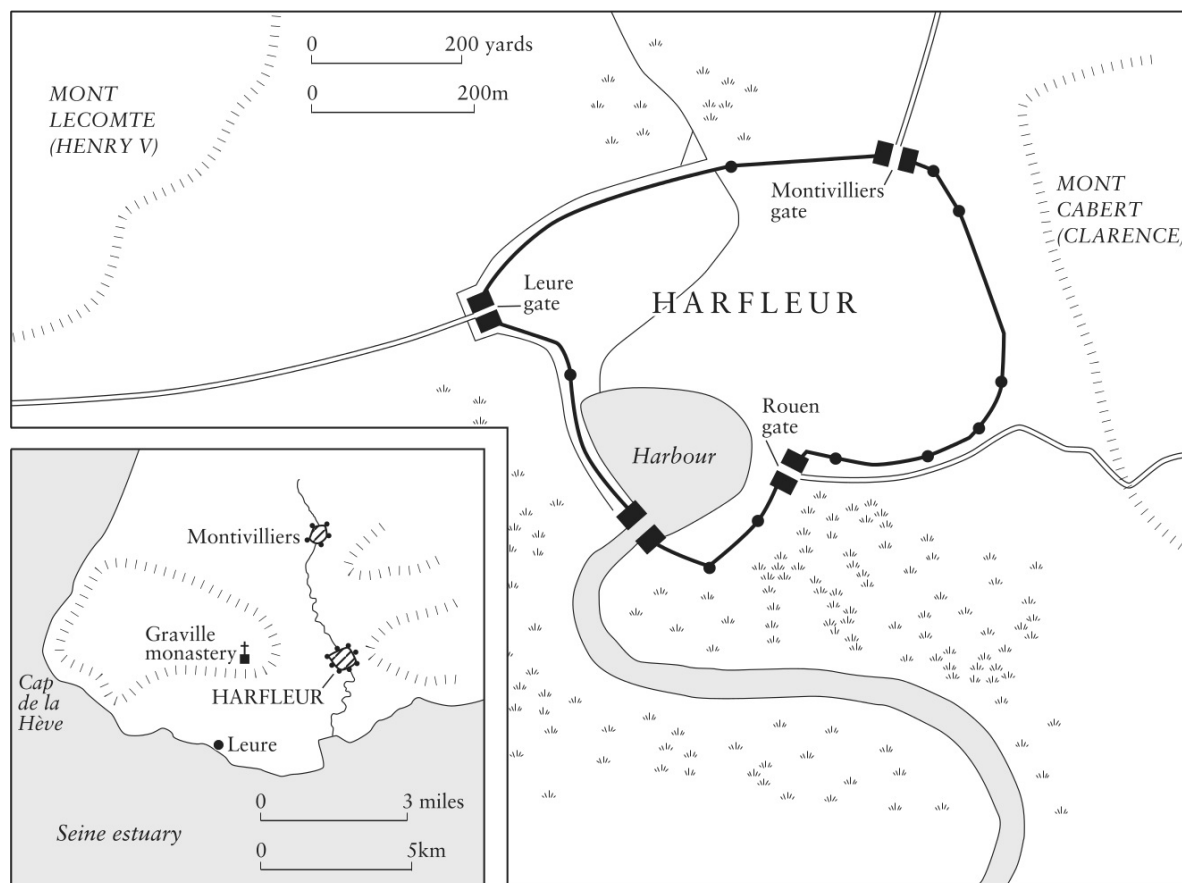 0 200 yards
0 200m
MONT
LECOMTE
(HENRY V)
Montivilliers
gate
MONT
CABERT
(CLARENCE)
Leure
gate
HARFLEUR
Rouen
gate
Harbour
Montivilliers
Graville
monastery
HARFLEUR
Cap
de la
Hève
Leure
0 3 miles
Seine estuary
0 5km